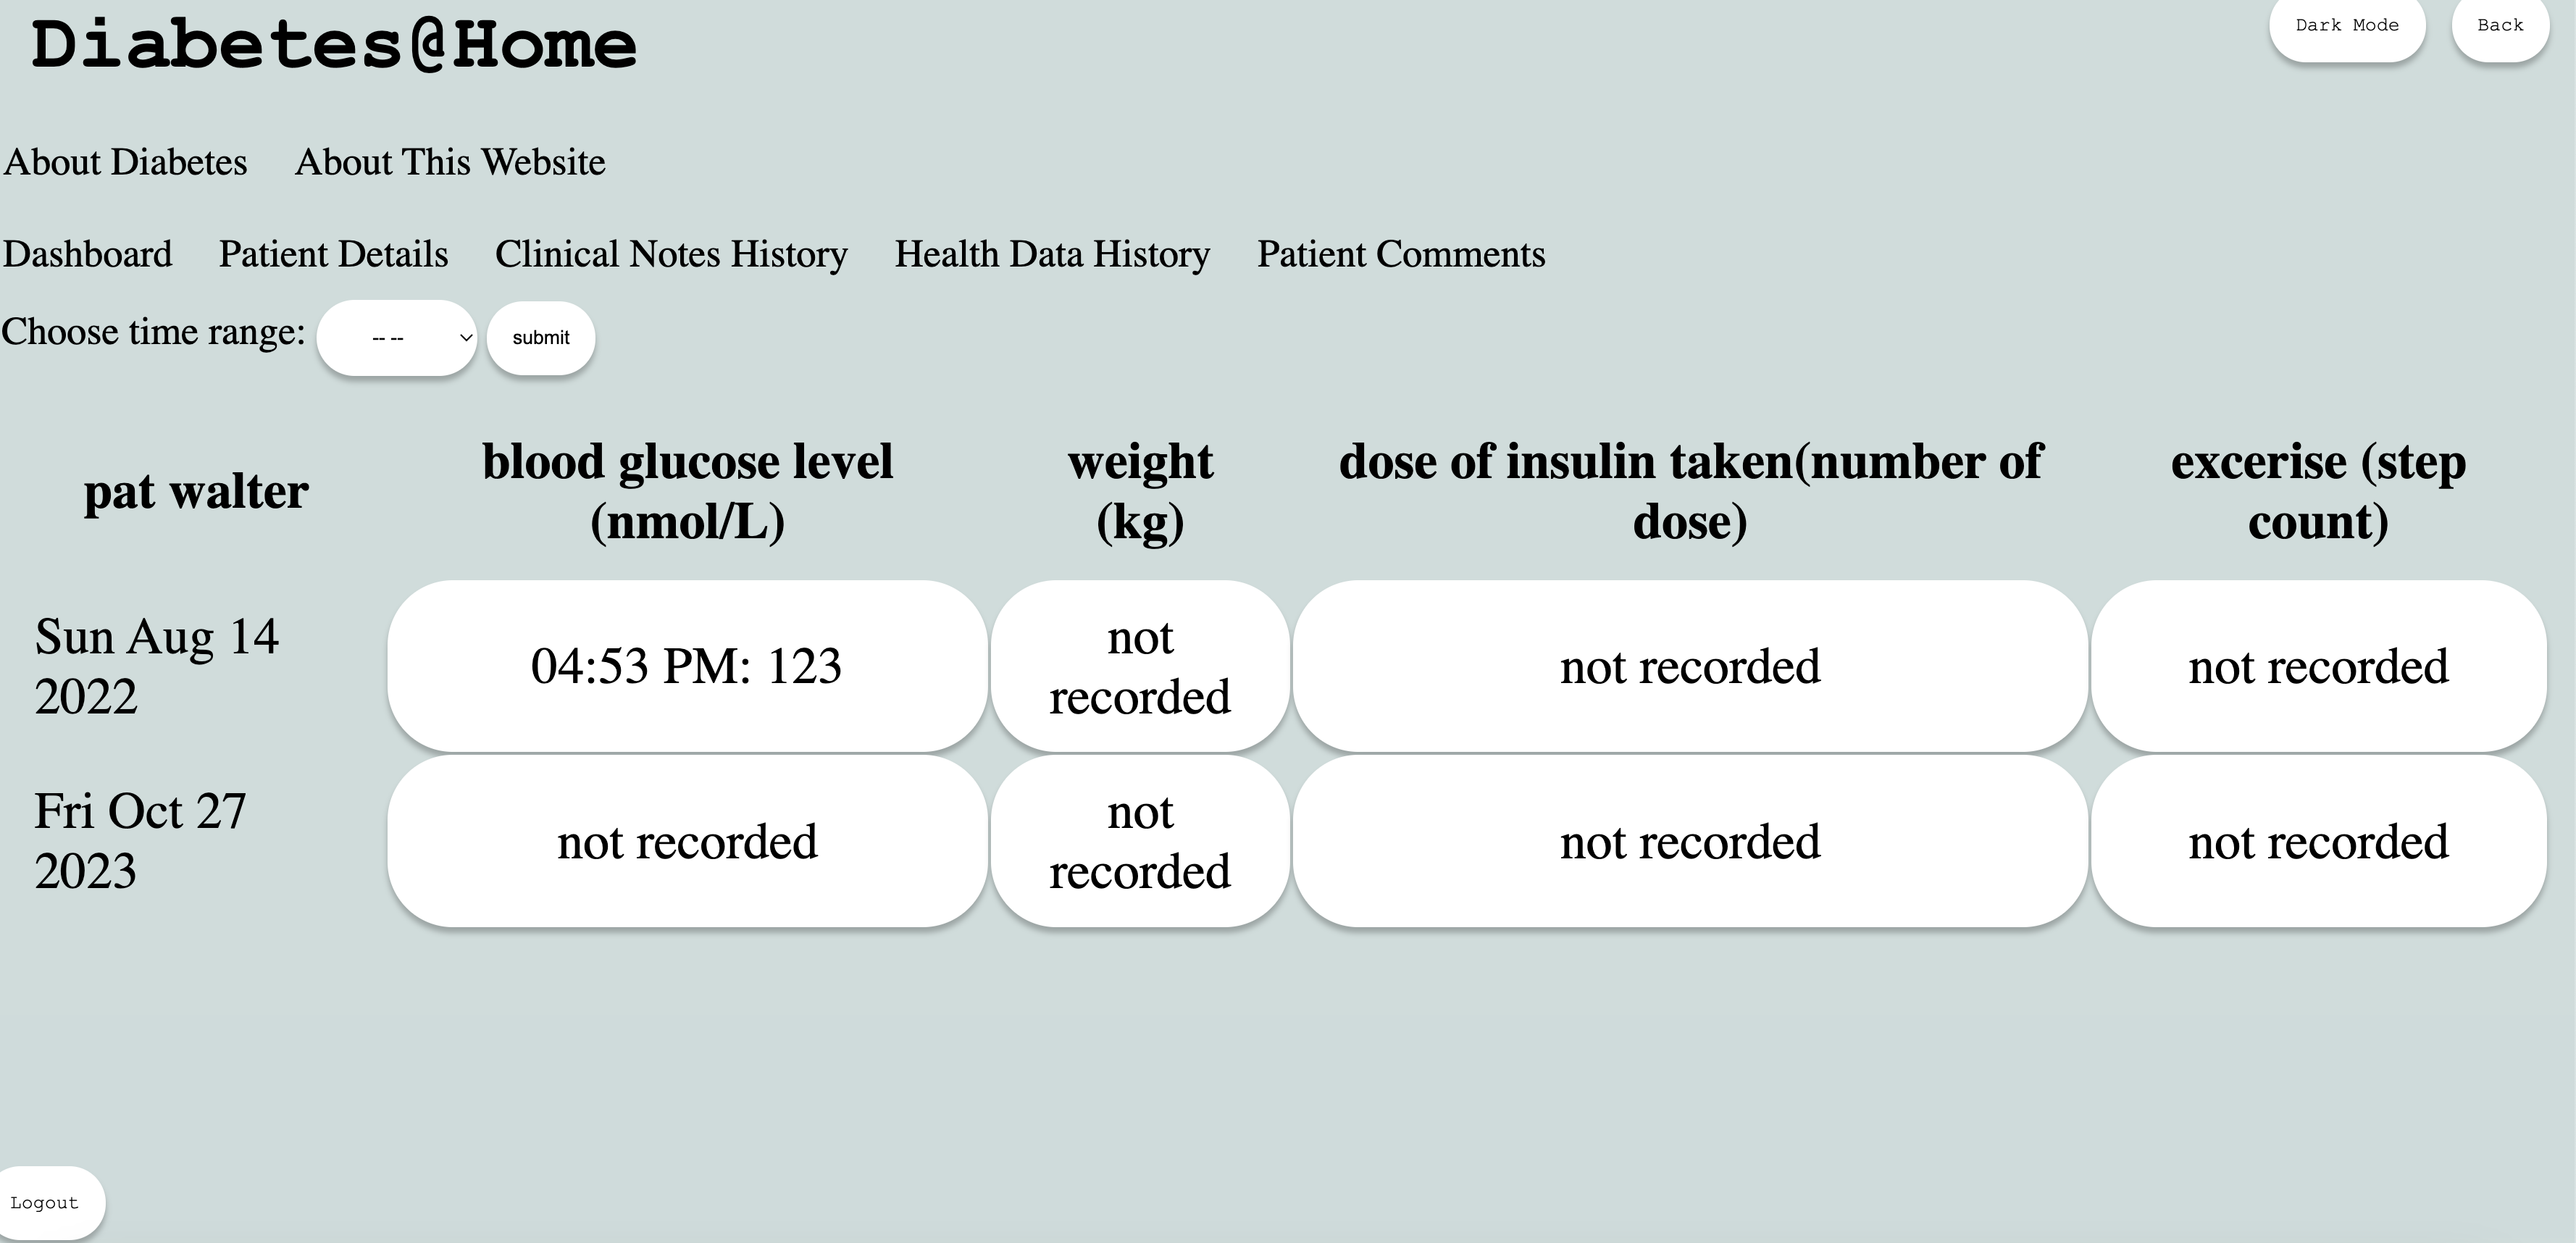 Diabetes@Home
Dark Mode
Back
About Diabetes About This Website
Dashboard Patient Details Clinical Notes History Health Data History Patient Comments
Choose time range: -- -- submit
pat walter
blood glucose level
(nmol/L)
weight
(kg)
dose of insulin taken(number of
dose)
excerise (step
count)
Sun Aug 14
2022
04:53 PM: 123
not
recorded
not recorded
not recorded
Fri Oct 27
2023
not recorded
not
recorded
not recorded
not recorded
Logout